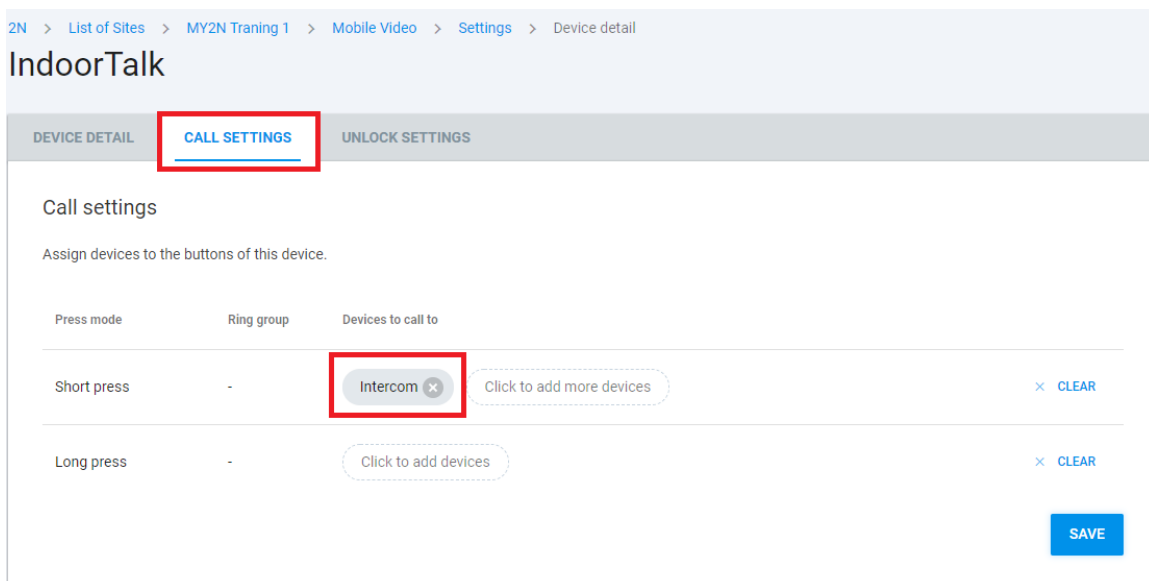 2N > List of Sites > MY2N Traning 1 > Mobile Video > Settings > Device detail
IndoorTalk
DEVICE DETAIL CALL SETTINGS UNLOCK SETTINGS
Call settings
Assign devices to the buttons of this device.
Press mode Ring group Devices to call to
Short press - Intercom Click to add more devices × CLEAR
Long press - Click to add devices × CLEAR
SAVE